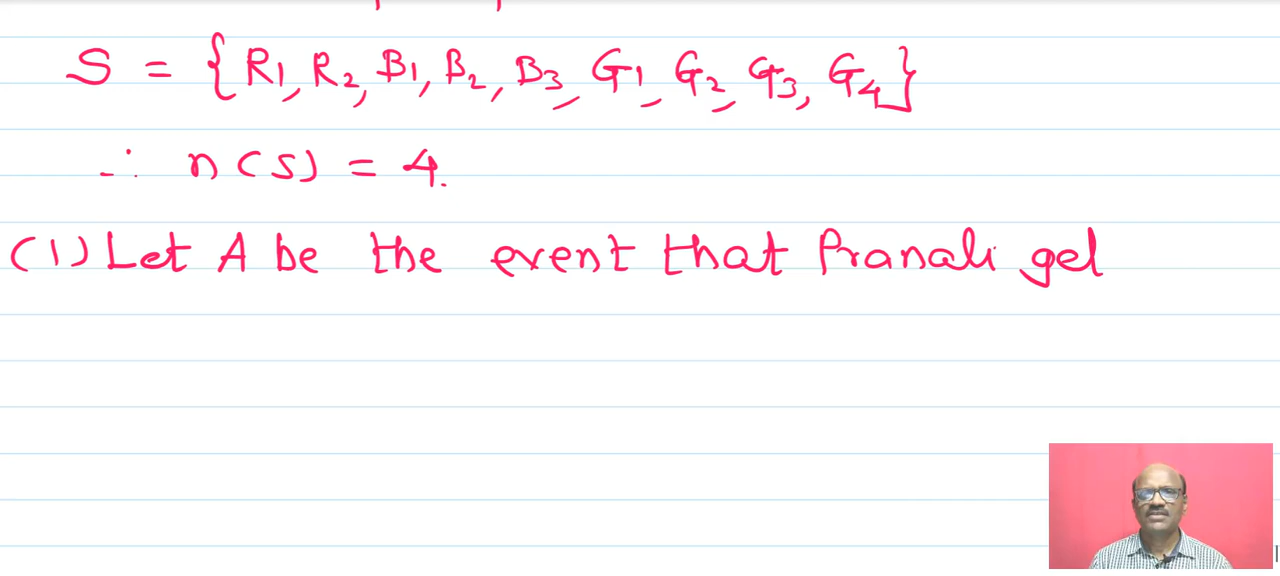 S = {R1, R2, B1, B2, B3, G1, G2, G3, G4}
∴ n(S) = 4.
(1) Let A be the event that Pranali gel